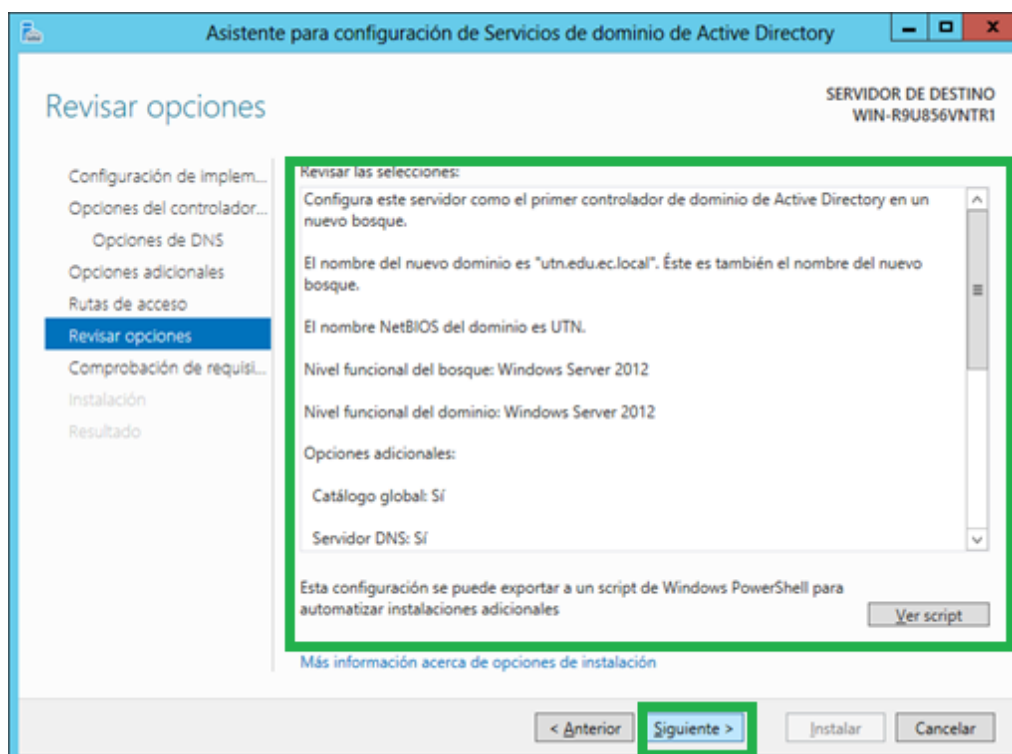 Asistente para configuración de Servicios de dominio de Active Directory
Revisar opciones
SERVIDOR DE DESTINO
WIN-R9U856VNTR1
Configuración de implem...
Opciones del controlador...
Opciones de DNS
Opciones adicionales
Rutas de acceso
Revisar opciones
Comprobación de requisi...
Instalación
Resultado
Revisar las selecciones:
Configura este servidor como el primer controlador de dominio de Active Directory en un
nuevo bosque.
El nombre del nuevo dominio es "utn.edu.ec.local". Éste es también el nombre del nuevo
bosque.
El nombre NetBIOS del dominio es UTN.
Nivel funcional del bosque: Windows Server 2012
Nivel funcional del dominio: Windows Server 2012
Opciones adicionales:
Catálogo global: Sí
Servidor DNS: Sí
Esta configuración se puede exportar a un script de Windows PowerShell para
automatizar instalaciones adicionales
Ver script
Más información acerca de opciones de instalación
< Anterior
Siguiente >
Instalar
Cancelar